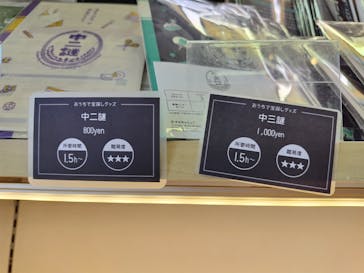 中
謎
おうちで宝探しグッズ
中二謎
800yen
所要時間
1.5h~
難易度
★★★
おうちで宝探しグッズ
中三謎
1,000yen
所要時間
1.5h~
難易度
★★★